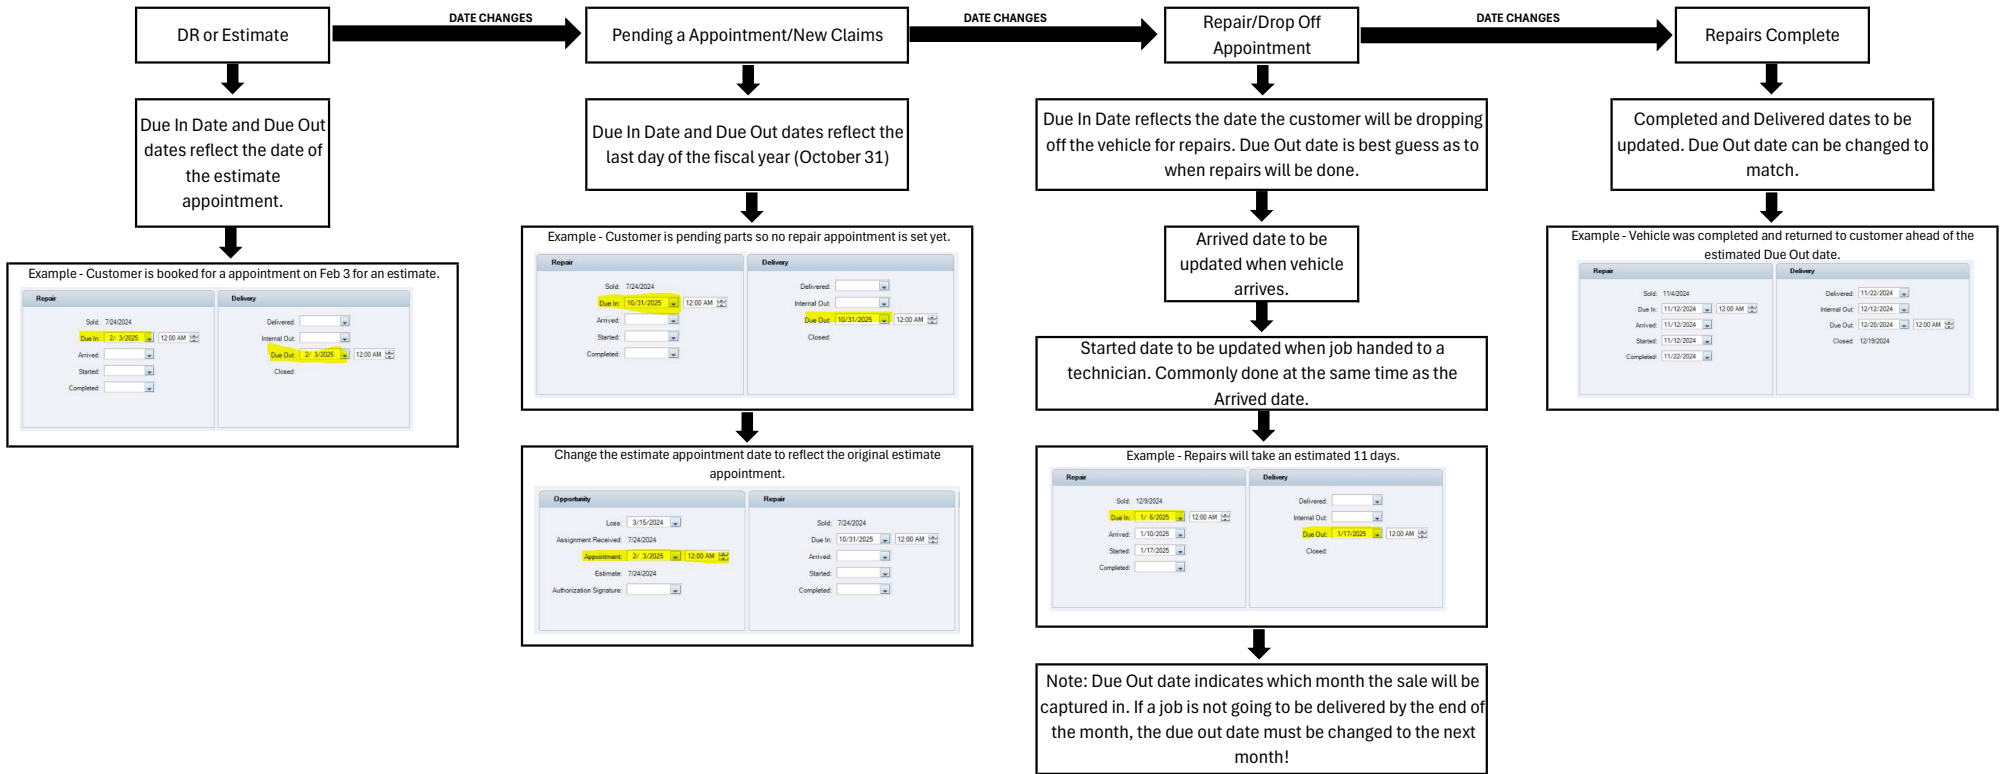 DR or Estimate
DATE CHANGES
Pending a Appointment/New Claims
DATE CHANGES
Repair/Drop Off
Appointment
DATE CHANGES
Repairs Complete
Due In Date and Due Out
dates reflect the date of
the estimate
appointment.
Example - Customer is booked for a appointment on Feb 3 for an estimate.
Repair
Sold: 7/24/2024
Due In: 2/ 3/2025 12:00 AM
Arrived:
Started:
Completed:
Delivery
Delivered:
Internal Out:
Due Out: 2/ 3/2025 12:00 AM
Closed:
Due In Date and Due Out dates reflect the
last day of the fiscal year (October 31)
Example - Customer is pending parts so no repair appointment is set yet.
Repair
Sold: 7/24/2024
Due In: 10/31/2025 12:00 AM
Arrived:
Started:
Completed:
Delivery
Delivered:
Internal Out:
Due Out: 10/31/2025 12:00 AM
Closed:
Change the estimate appointment date to reflect the original estimate
appointment.
Opportunity
Loss: 3/15/2024
Assignment Received: 7/24/2024
Appointment: 2/ 3/2025 12:00 AM
Estimate: 7/24/2024
Authorization Signature:
Repair
Sold: 7/24/2024
Due In: 10/31/2025 12:00 AM
Arrived:
Started:
Completed:
Due In Date reflects the date the customer will be dropping
off the vehicle for repairs. Due Out date is best guess as to
when repairs will be done.
Arrived date to be
updated when vehicle
arrives.
Started date to be updated when job handed to a
technician. Commonly done at the same time as the
Arrived date.
Example - Repairs will take an estimated 11 days.
Repair
Sold: 12/9/2024
Due In: 1/ 6/2025 12:00 AM
Arrived: 1/10/2025
Started: 1/17/2025
Completed:
Delivery
Delivered:
Internal Out:
Due Out: 1/17/2025 12:00 AM
Closed:
Note: Due Out date indicates which month the sale will be
captured in. If a job is not going to be delivered by the end of
the month, the due out date must be changed to the next
month!
Completed and Delivered dates to be
updated. Due Out date can be changed to
match.
Example - Vehicle was completed and returned to customer ahead of the
estimated Due Out date.
Repair
Sold: 11/4/2024
Due In: 11/12/2024 12:00 AM
Arrived: 11/12/2024
Started: 11/12/2024
Completed: 11/22/2024
Delivery
Delivered: 11/22/2024
Internal Out: 12/12/2024
Due Out: 12/20/2024 12:00 AM
Closed: 12/19/2024